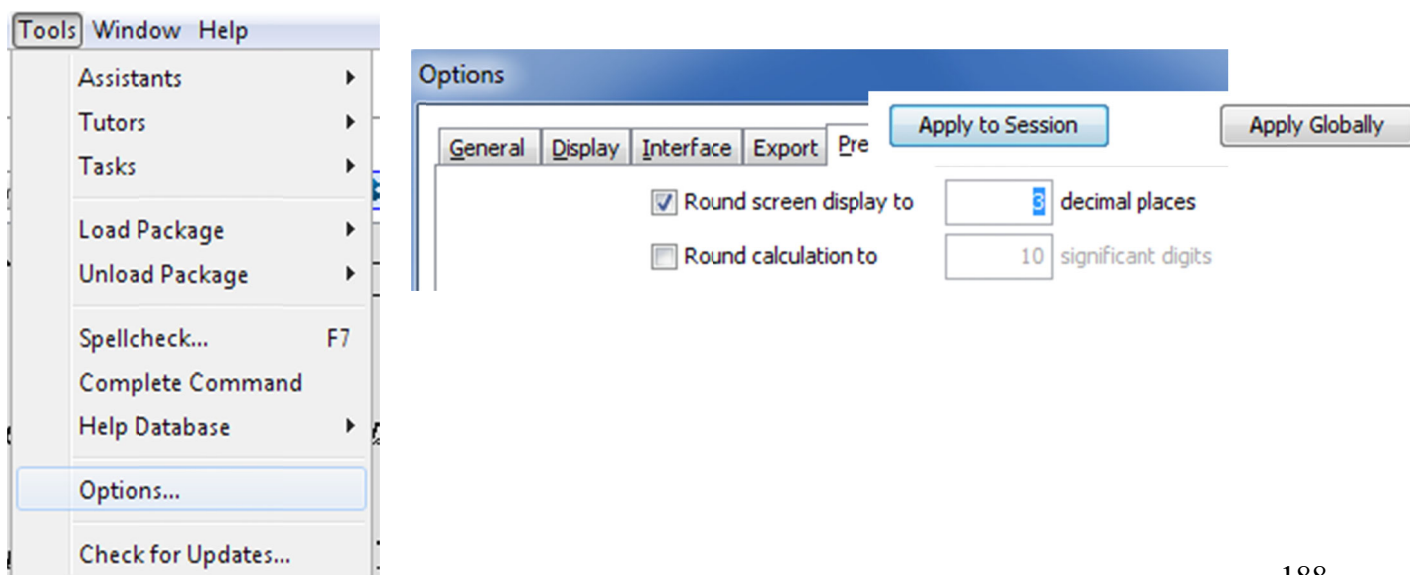 Tools Window Help
Assistants
Tutors
Tasks
Load Package
Unload Package
Spellcheck... F7
Complete Command
Help Database
Options...
Check for Updates...
Options
General Display Interface Export Pre
Apply to Session Apply Globally
Round screen display to 3 decimal places
Round calculation to 10 significant digits
188